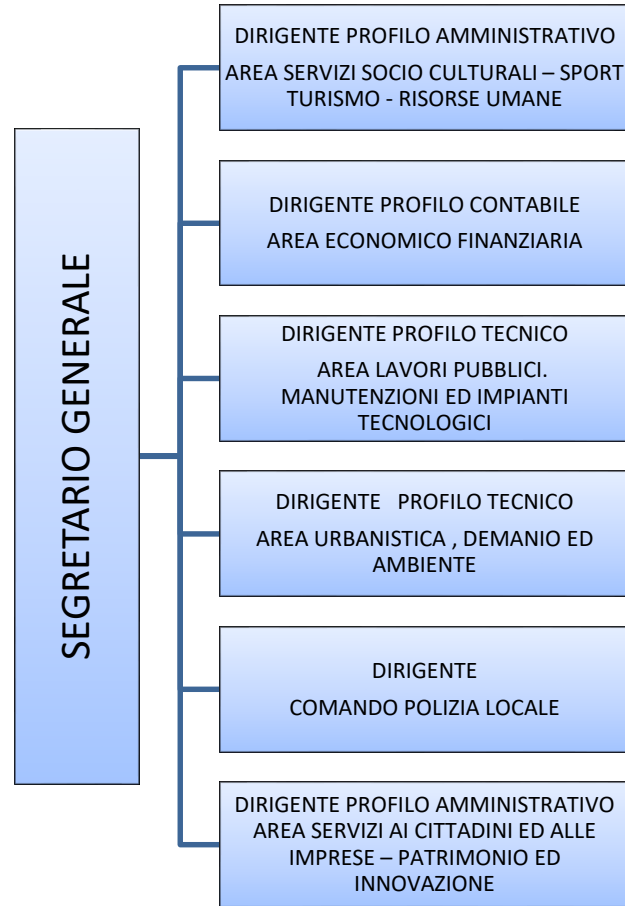 SEGRETARIO GENERALE
DIRIGENTE PROFILO AMMINISTRATIVO
AREA SERVIZI SOCIO CULTURALI – SPORT
TURISMO - RISORSE UMANE
DIRIGENTE PROFILO CONTABILE
AREA ECONOMICO FINANZIARIA
DIRIGENTE PROFILO TECNICO
AREA LAVORI PUBBLICI.
MANUTENZIONI ED IMPIANTI
TECNOLOGICI
DIRIGENTE   PROFILO TECNICO
AREA URBANISTICA , DEMANIO ED
AMBIENTE
DIRIGENTE
COMANDO POLIZIA LOCALE
DIRIGENTE PROFILO AMMINISTRATIVO
AREA SERVIZI AI CITTADINI ED ALLE
IMPRESE – PATRIMONIO ED
INNOVAZIONE